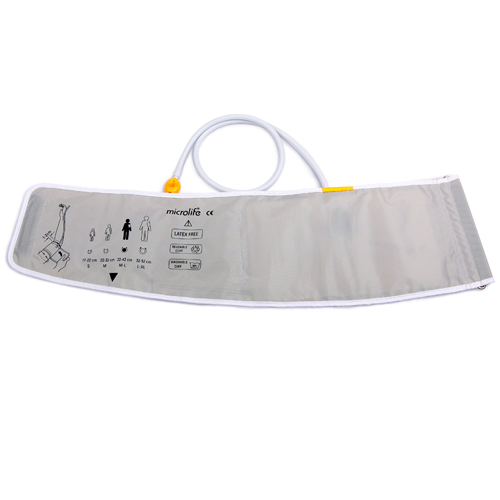 microlife CE
LATEX FREE
REUSABLE
CUFF
WASHABLE
CUFF
17-22 cm 22-32 cm 32-42 cm 32-52 cm
S M M-L L-XL